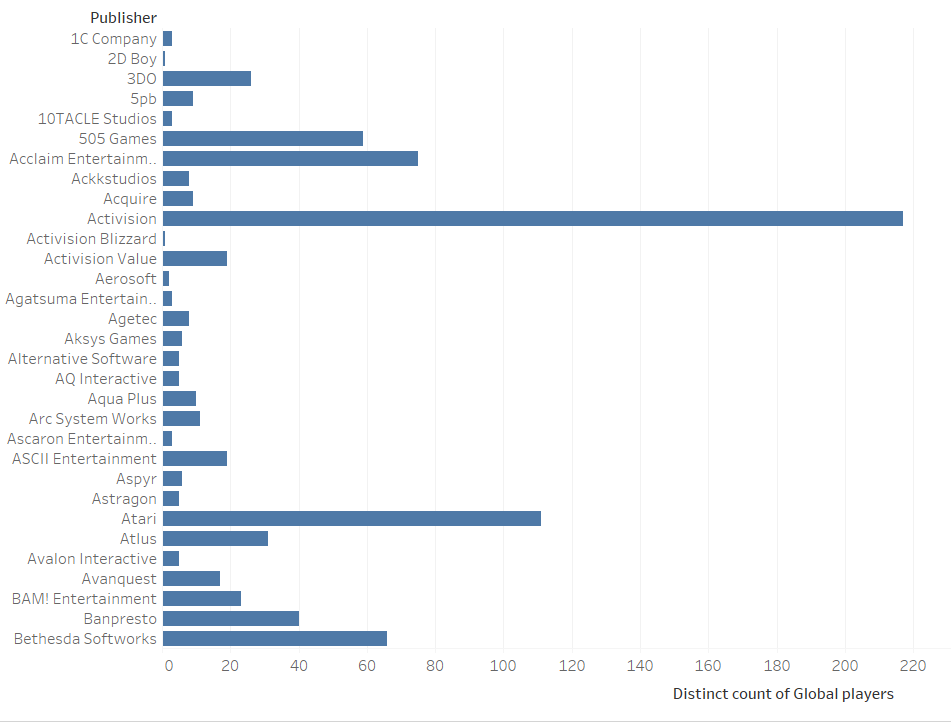 Publisher
1C Company
2D Boy
3DO
5pb
10TACLE Studios
505 Games
Acclaim Entertainm..
Ackkstudios
Acquire
Activision
Activision Blizzard
Activision Value
Aerosoft
Agatsuma Entertain..
Agetec
Aksys Games
Alternative Software
AQ Interactive
Aqua Plus
Arc System Works
Ascaron Entertainm..
ASCII Entertainment
Aspyr
Astragon
Atari
Atlus
Avalon Interactive
Avanquest
BAM! Entertainment
Banpresto
Bethesda Softworks
0 20 40 60 80 100 120 140 160 180 200 220
Distinct count of Global players